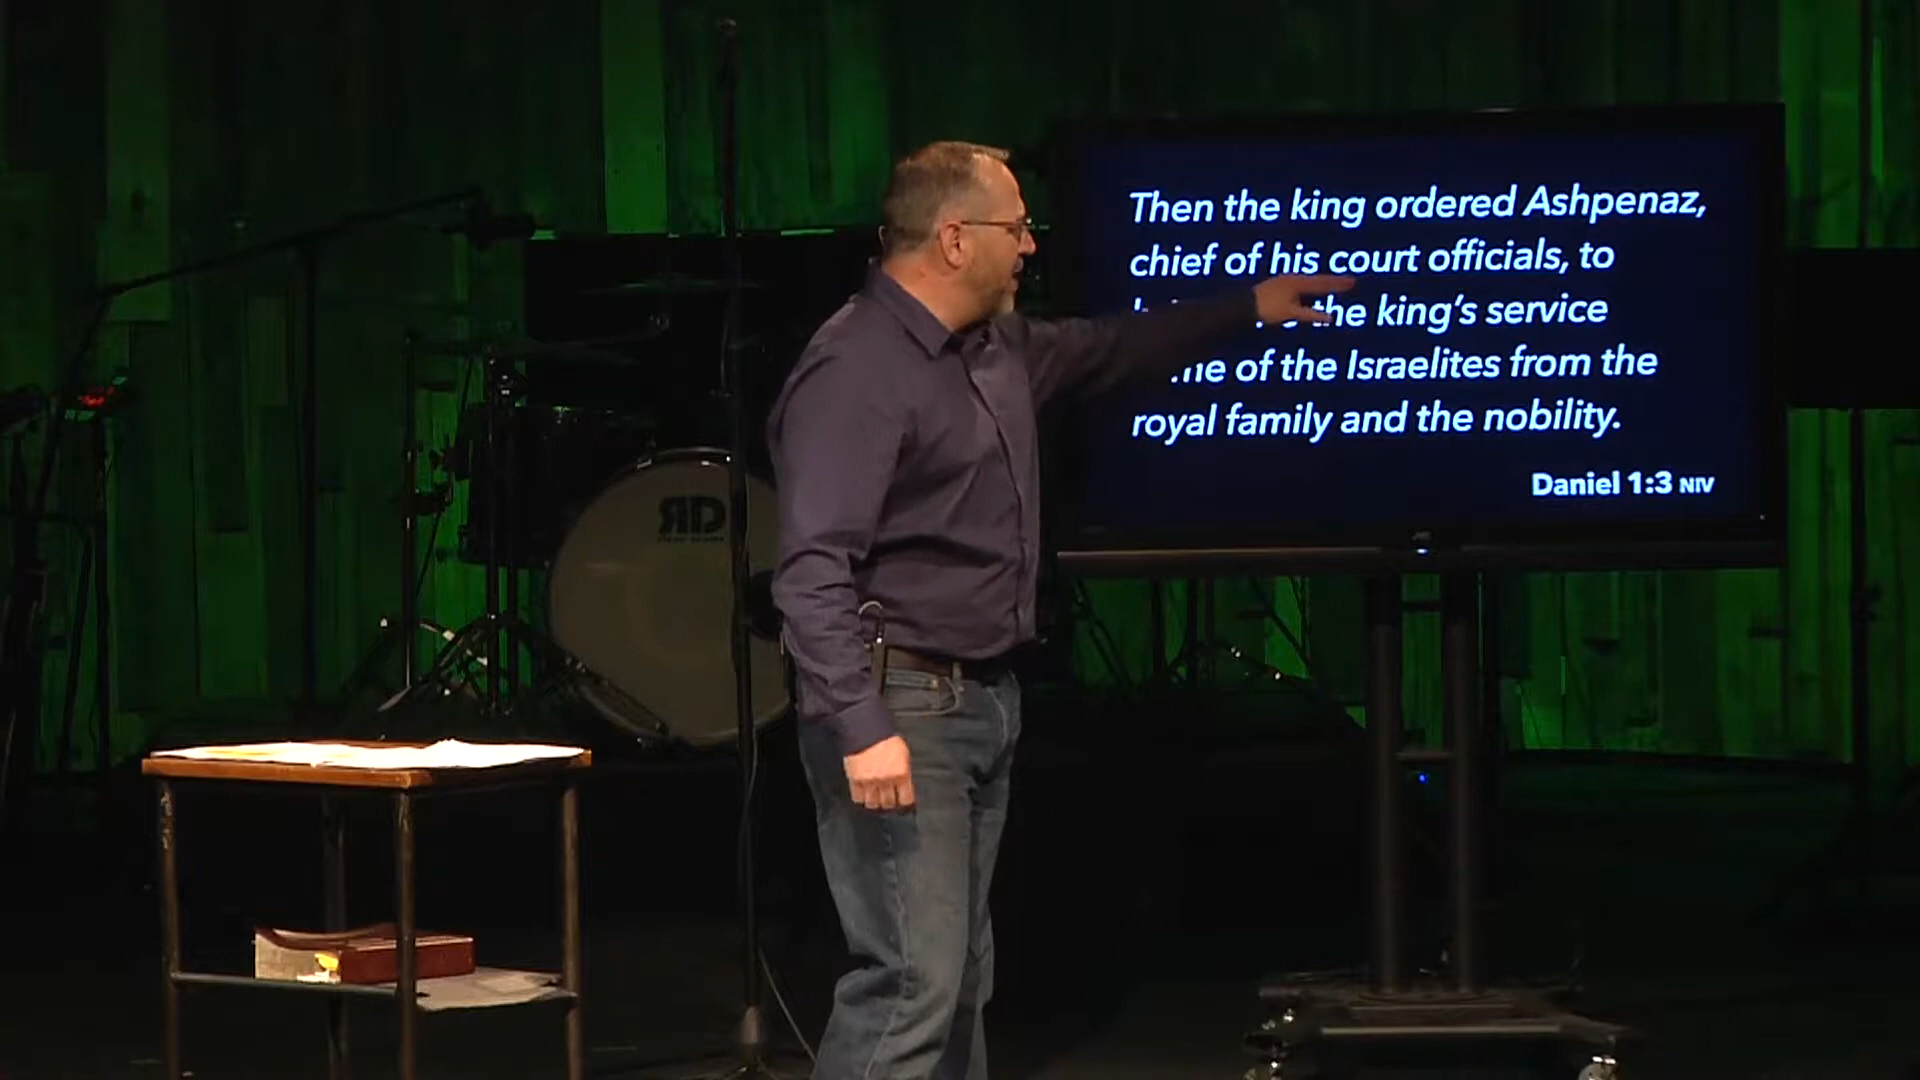 Then the king ordered Ashpenaz,
chief of his court officials, to
the king's service
of the Israelites from the
royal family and the nobility.
Daniel 1:3 NIV
RD